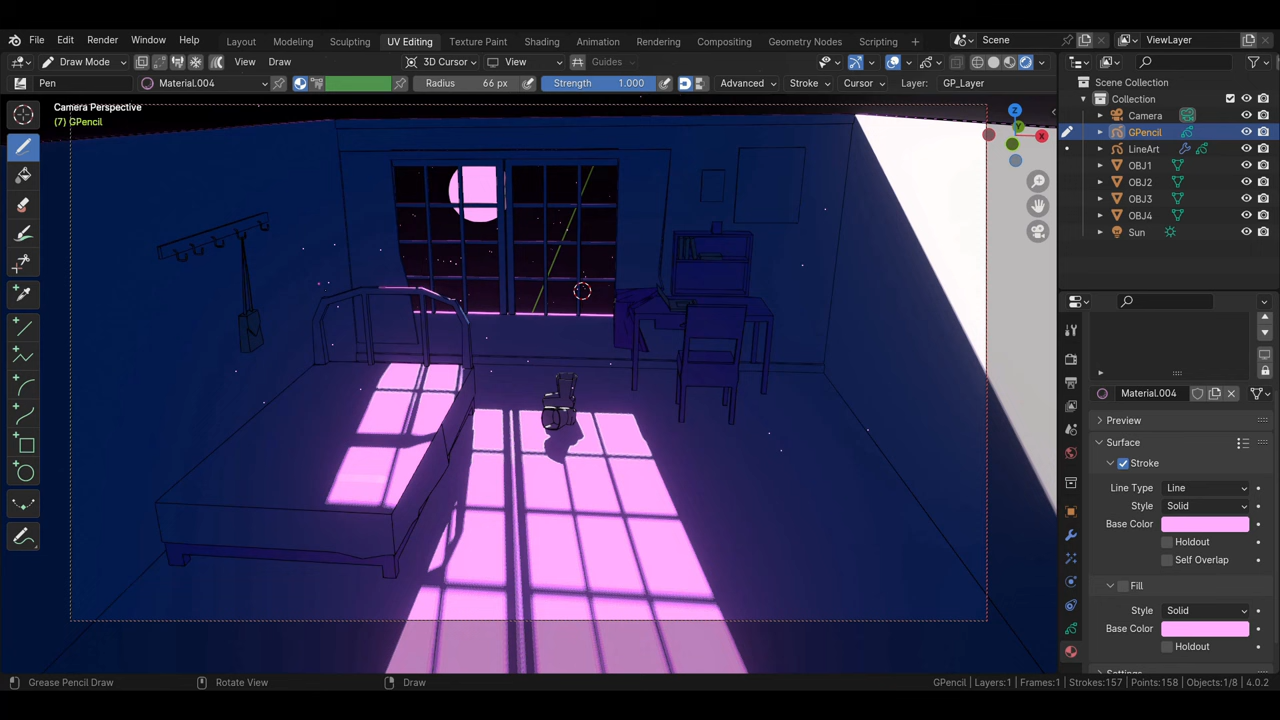 File Edit Render Window Help Layout Modeling Sculpting UV Editing Texture Paint Shading Animation Rendering Compositing Geometry Nodes Scripting + Scene ViewLayer
Draw Mode View Draw 3D Cursor View Guides
Pen Material.004 Radius 66 px Strength 1.000 Advanced Stroke Cursor Layer: GP_Layer
Camera Perspective
(7) GPencil
Z
Y
X
Scene Collection
Collection
Camera
GPencil
LineArt
OBJ1
OBJ2
OBJ3
OBJ4
Sun
Material.004
Preview
Surface
Stroke
Line Type Line
Style Solid
Base Color
Holdout
Self Overlap
Fill
Style Solid
Base Color
Holdout
Grease Pencil Draw Rotate View Draw GPencil | Layers:1 | Frames:1 | Strokes:157 | Points:158 | Objects:1/8 | 4.0.2